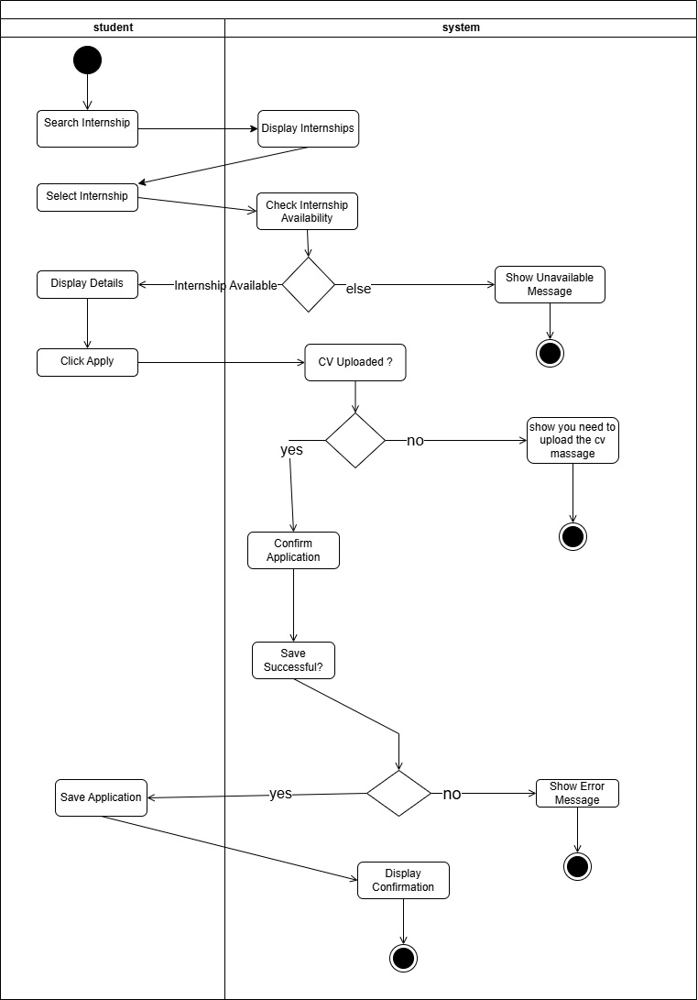 student
system
Search Internship
Display Internships
Select Internship
Check Internship
Availability
Display Details
Internship Available
else
Show Unavailable
Message
Click Apply
CV Uploaded ?
yes
no
show you need to
upload the cv
massage
Confirm
Application
Save
Successful?
Save Application
yes
no
Show Error
Message
Display
Confirmation